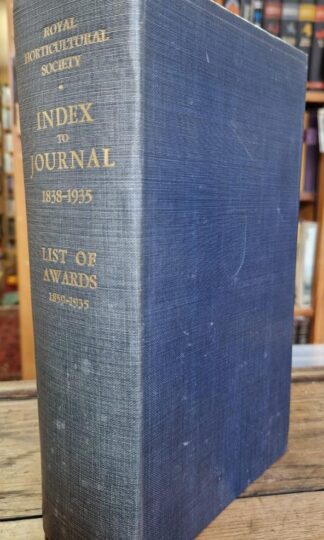 ROYAL
HORTICULTURAL
SOCIETY
INDEX
TO
JOURNAL
1838-1935
LIST OF
AWARDS
1859-1935